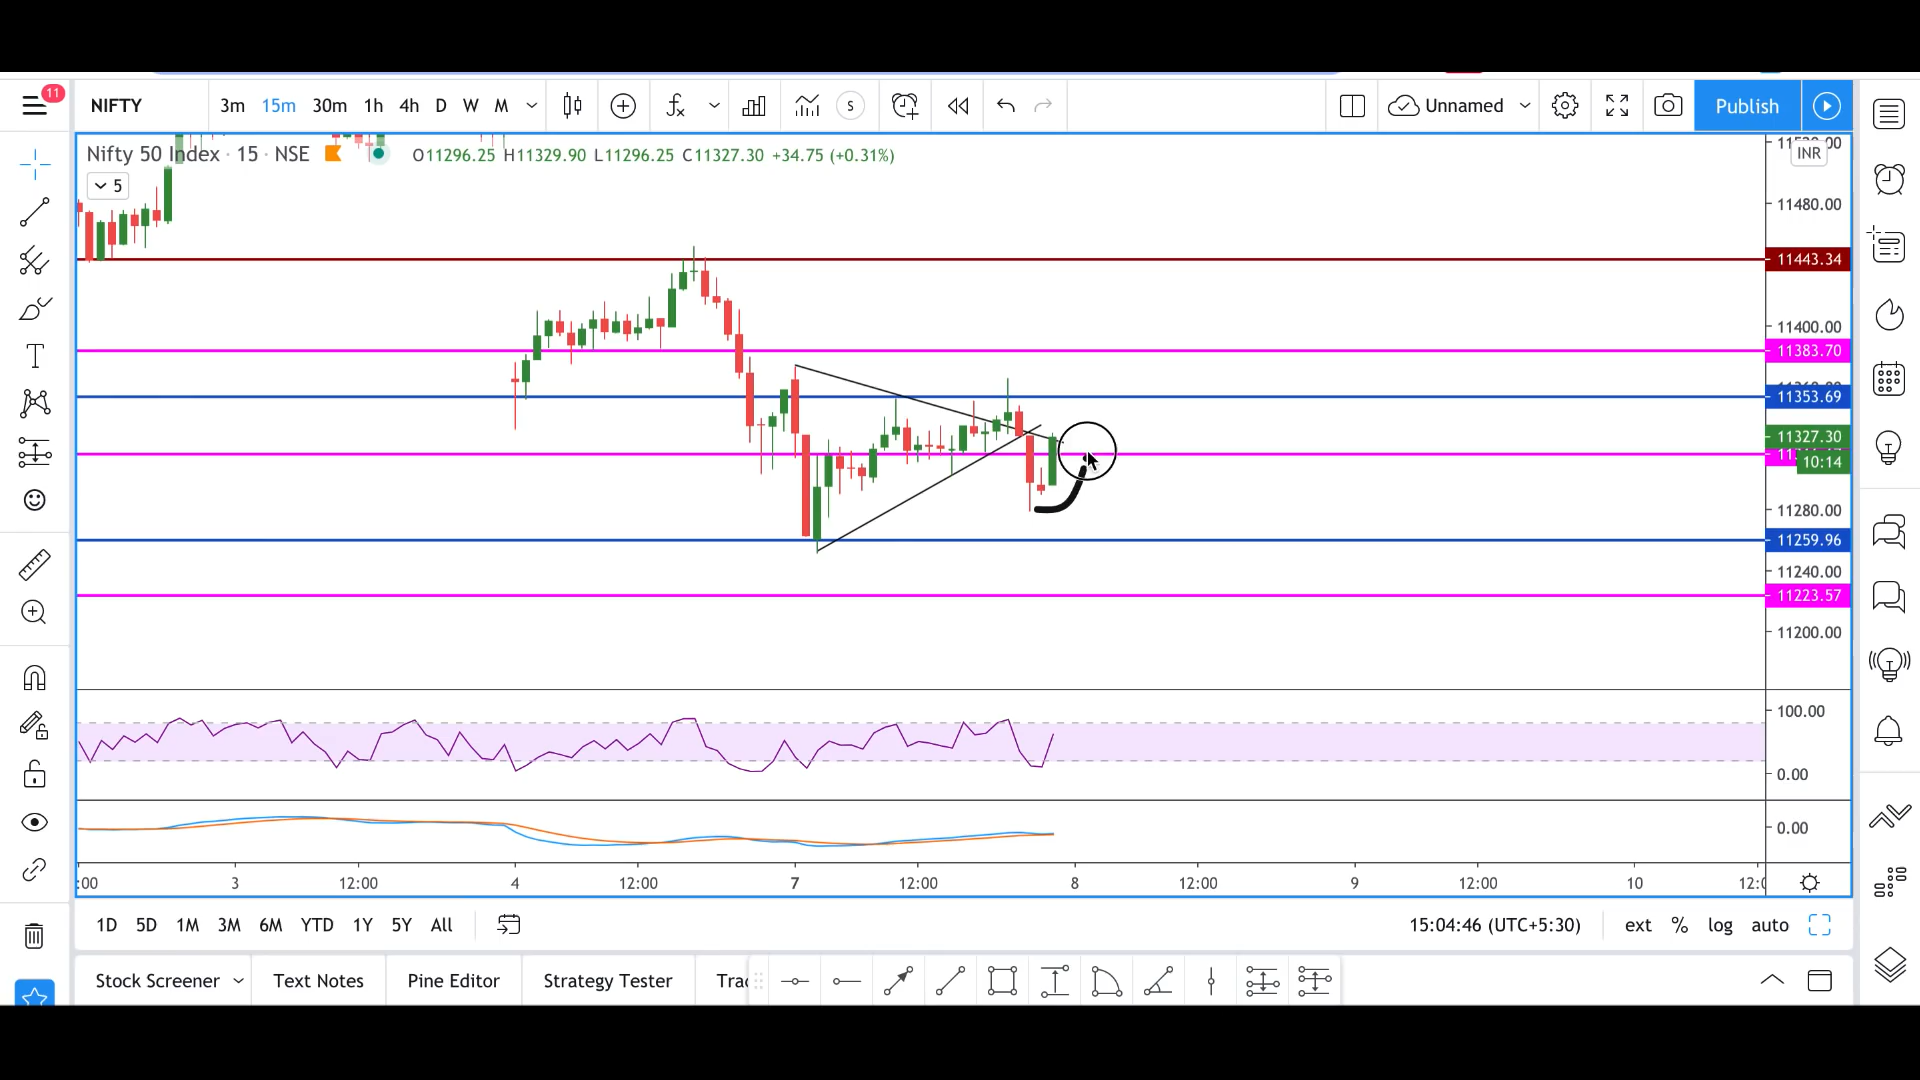 11
NIFTY
3m 15m 30m 1h 4h D W M
S
Unnamed
Publish
Nifty 50 Index · 15 · NSE
O11296.25 H11329.90 L11296.25 C11327.30 +34.75 (+0.31%)
5
INR
11480.00
11443.34
11400.00
11383.70
11353.69
11327.30
10:14
11280.00
11259.96
11240.00
11223.57
11200.00
100.00
0.00
0.00
:00 3 12:00 4 12:00 7 12:00 8 12:00 9 12:00 10
1D 5D 1M 3M 6M YTD 1Y 5Y All
15:04:46 (UTC+5:30) ext % log auto
Stock Screener Text Notes Pine Editor Strategy Tester